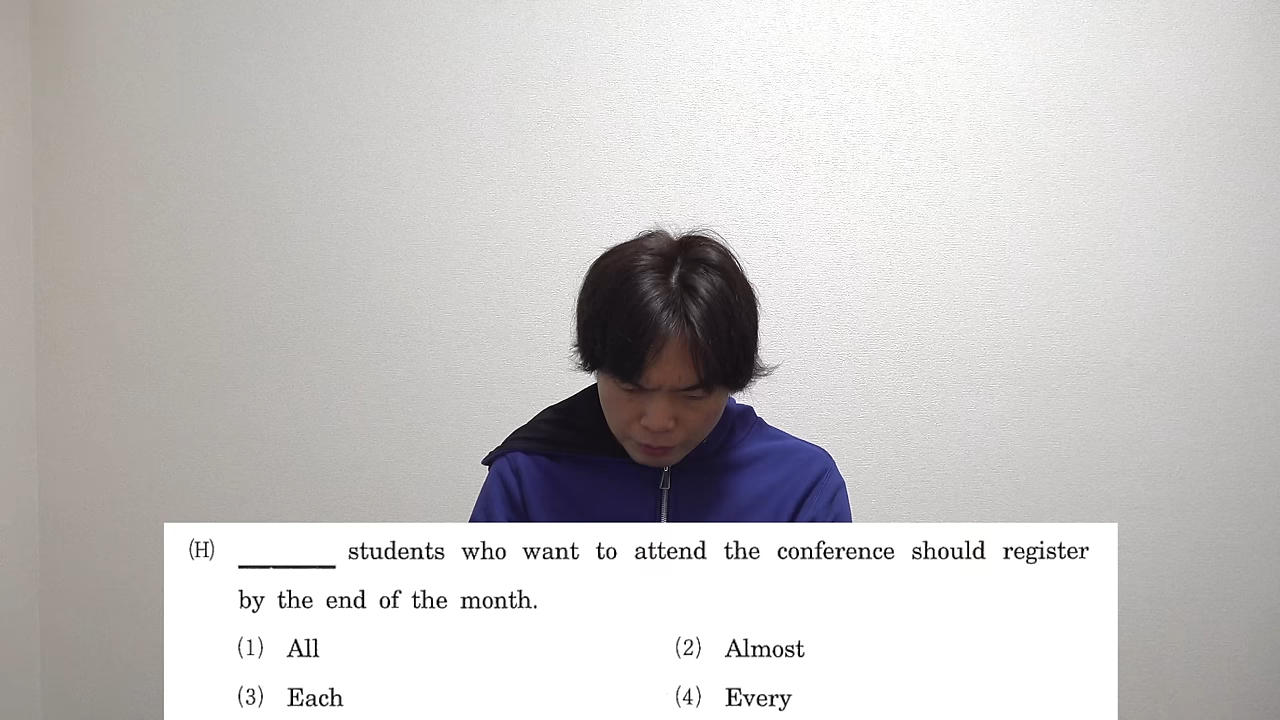 (H) ______ students who want to attend the conference should register
by the end of the month.
(1) All (2) Almost
(3) Each (4) Every